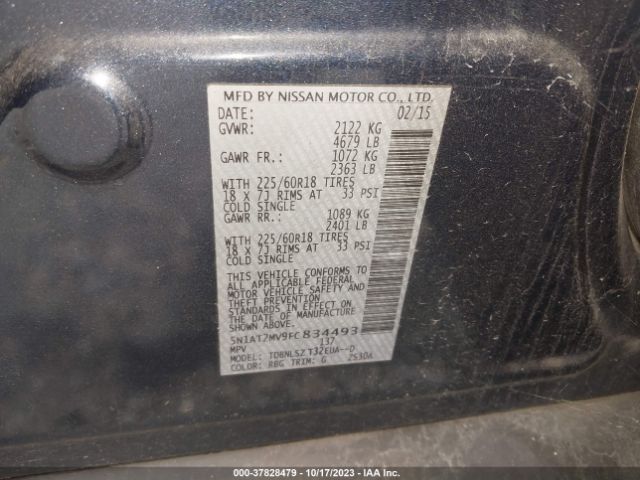 MFD BY NISSAN MOTOR CO., LTD.
DATE: 02/15
GVWR: 2122 KG
4679 LB
GAWR FR.: 1072 KG
2363 LB
WITH 225/60R18 TIRES
18 X 7J RIMS AT 33 PSI
COLD SINGLE
GAWR RR.: 1089 KG
2401 LB
WITH 225/60R18 TIRES
18 X 7J RIMS AT 33 PSI
COLD SINGLE
THIS VEHICLE CONFORMS TO
ALL APPLICABLE FEDERAL
MOTOR VEHICLE SAFETY AND
THEFT PREVENTION
STANDARDS IN EFFECT ON
THE DATE OF MANUFACTURE
SHOWN ABOVE.
5N1AT2MV9FC834493
MPV 137
MODEL: TDBNLSZ T32EUA--D
COLOR: RBG TRIM: G 2S30A
000-37828479 - 10/17/2023 - IAA Inc.